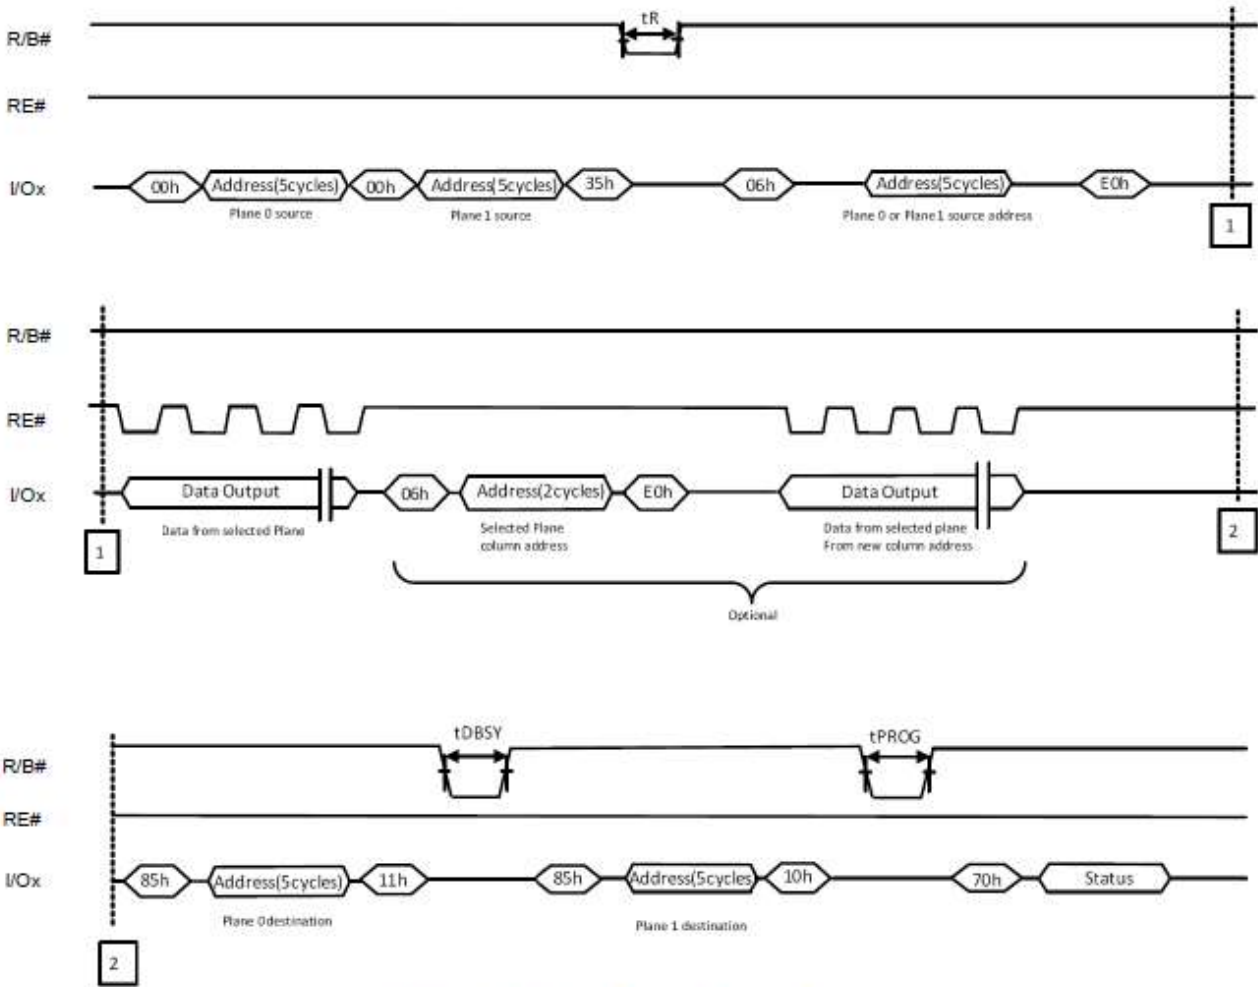 tR
R/B#
RE#
I/Ox 00h Address(5cycles) 00h Address(5cycles) 35h 06h Address(5cycles) E0h
Plane 0 source Plane 1 source Plane 0 or Plane1 source address
1
R/B#
RE#
I/Ox Data Output 06h Address(2cycles) E0h Data Output
Data from selected Plane Selected Plane Data from selected plane
column address From new column address
1 2
Optional
tDBSY tPROG
R/B#
RE#
I/Ox 85h Address(5cycles) 11h 85h Address(5cycles 10h 70h Status
Plane 0destination Plane 1 destination
2